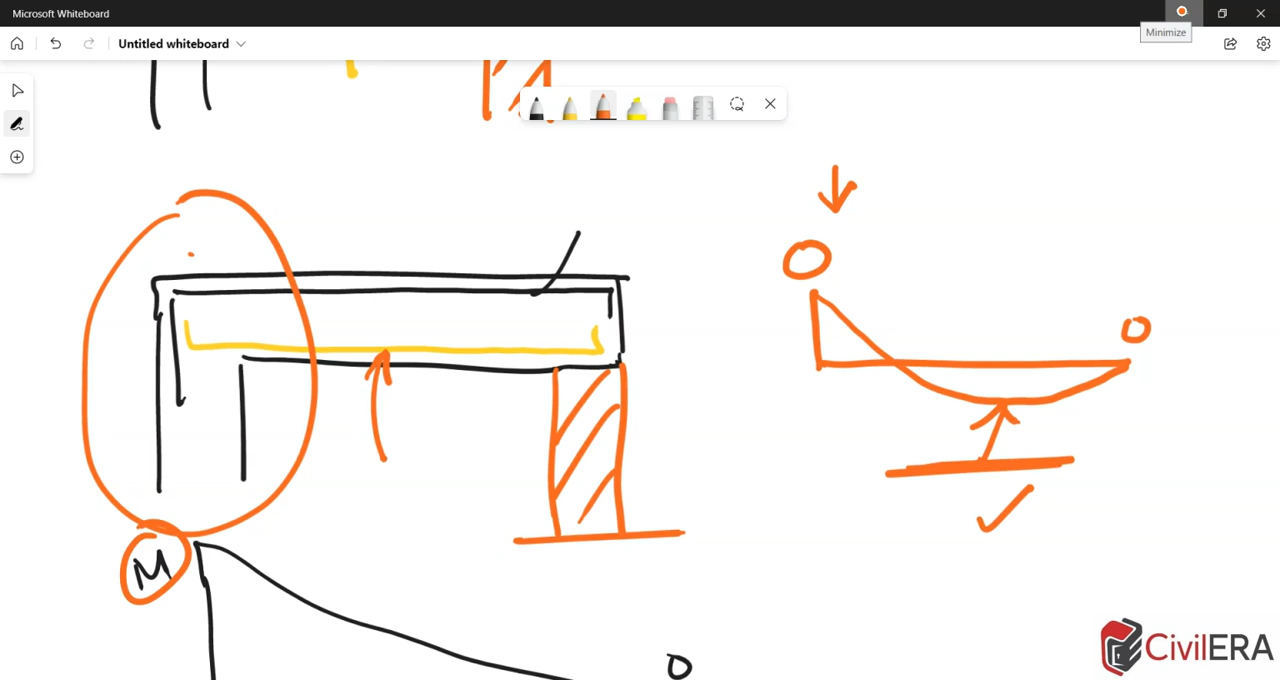 Microsoft Whiteboard
Minimize
Untitled whiteboard
O
O
M
O
CivilERA